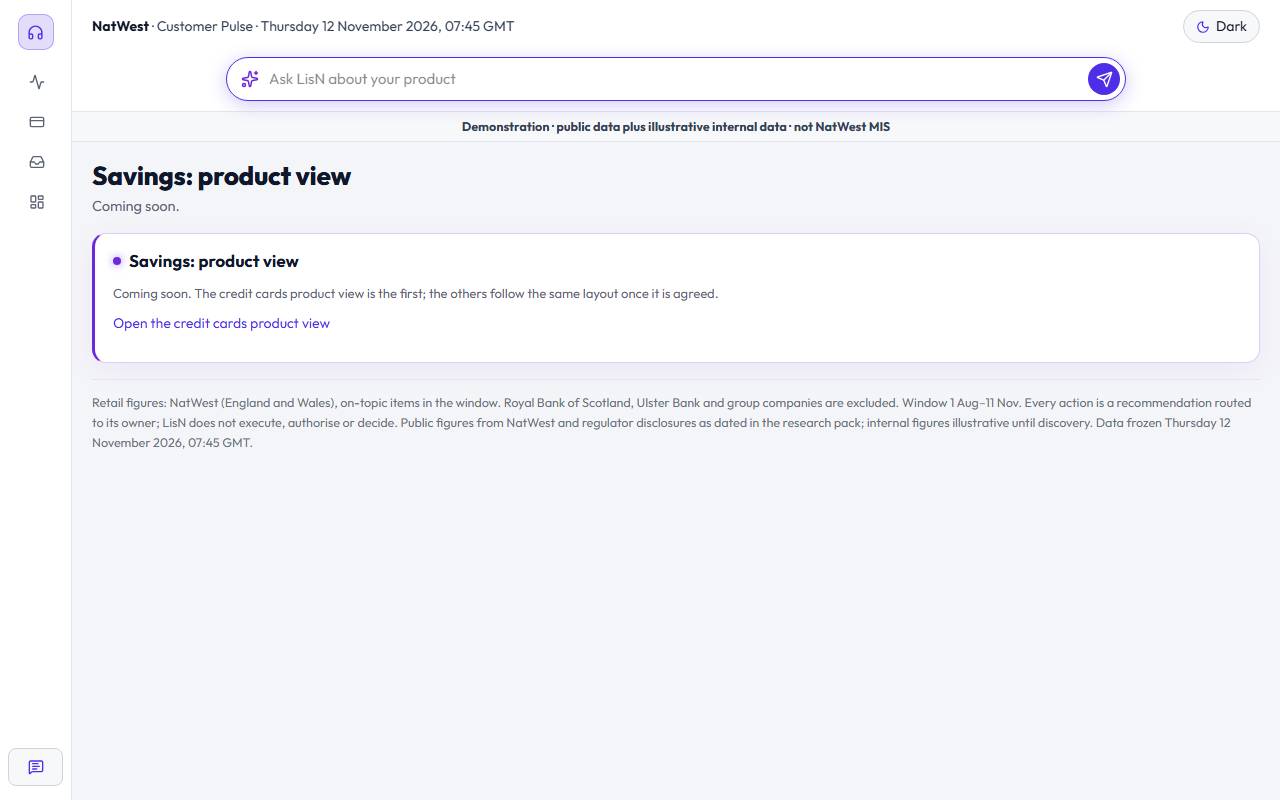 NatWest · Customer Pulse · Thursday 12 November 2026, 07:45 GMT
Dark
Ask LisN about your product
Demonstration · public data plus illustrative internal data · not NatWest MIS
Savings: product view
Coming soon.
Savings: product view
Coming soon. The credit cards product view is the first; the others follow the same layout once it is agreed.
Open the credit cards product view
Retail figures: NatWest (England and Wales), on-topic items in the window. Royal Bank of Scotland, Ulster Bank and group companies are excluded. Window 1 Aug–11 Nov. Every action is a recommendation routed
to its owner; LisN does not execute, authorise or decide. Public figures from NatWest and regulator disclosures as dated in the research pack; internal figures illustrative until discovery. Data frozen Thursday 12
November 2026, 07:45 GMT.